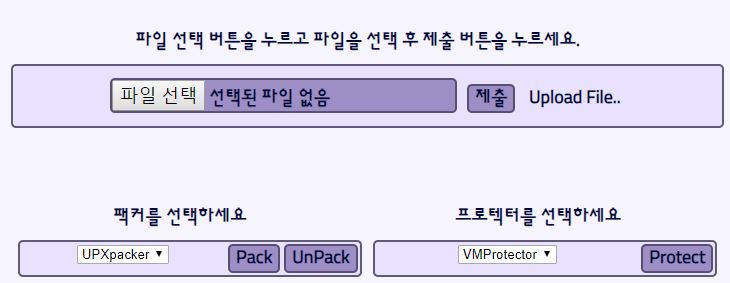 파일 선택 버튼을 누르고 파일을 선택 후 제출 버튼을 누르세요.
파일 선택 선택된 파일 없음 제출 Upload File..
팩커를 선택하세요 프로텍터를 선택하세요
UPXpacker Pack UnPack VMProtector Protect